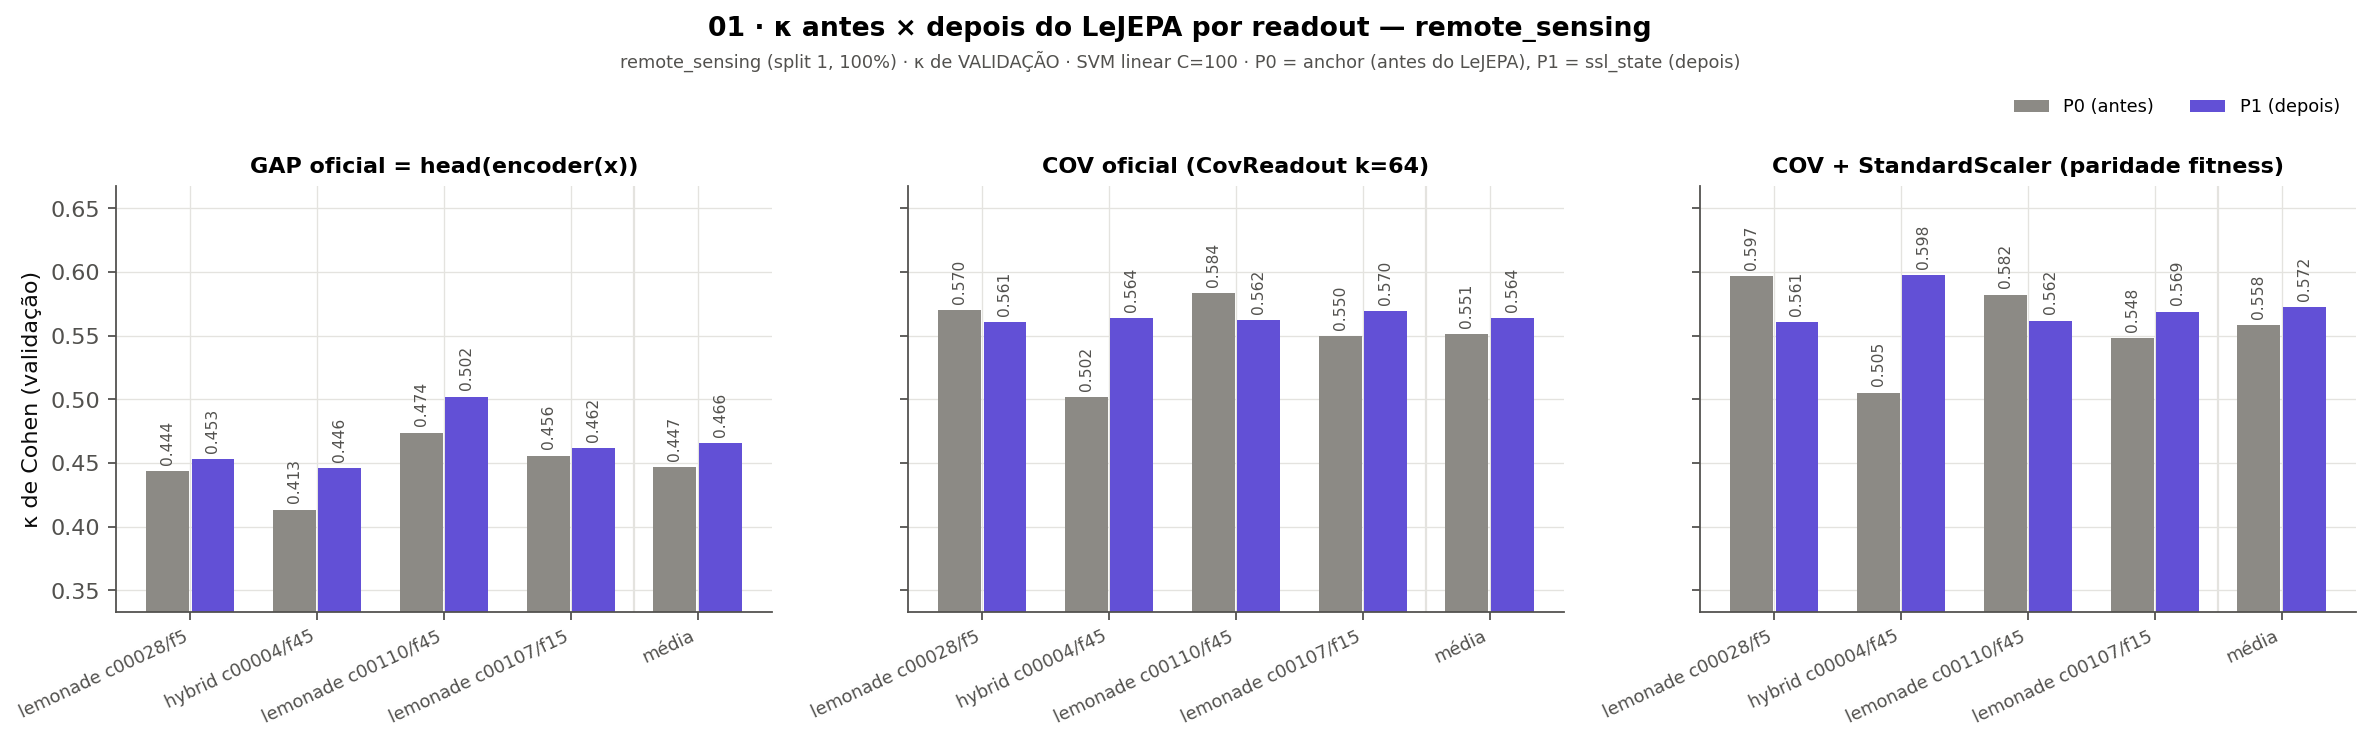 01 · κ antes × depois do LeJEPA por readout — remote_sensing
remote_sensing (split 1, 100%) · κ de VALIDAÇÃO · SVM linear C=100 · P0 = anchor (antes do LeJEPA), P1 = ssl_state (depois)
P0 (antes) P1 (depois)
GAP oficial = head(encoder(x))
κ de Cohen (validação)
0.65
0.60
0.55
0.50
0.45
0.40
0.35
0.444 0.453 0.413 0.446 0.474 0.502 0.456 0.462 0.447 0.466
lemonade c00028/f5
hybrid c00004/f45
lemonade c00110/f45
lemonade c00107/f15
média
COV oficial (CovReadout k=64)
0.570 0.561 0.502 0.564 0.584 0.562 0.550 0.570 0.551 0.564
lemonade c00028/f5
hybrid c00004/f45
lemonade c00110/f45
lemonade c00107/f15
média
COV + StandardScaler (paridade fitness)
0.597 0.561 0.505 0.598 0.582 0.562 0.548 0.569 0.558 0.572
lemonade c00028/f5
hybrid c00004/f45
lemonade c00110/f45
lemonade c00107/f15
média